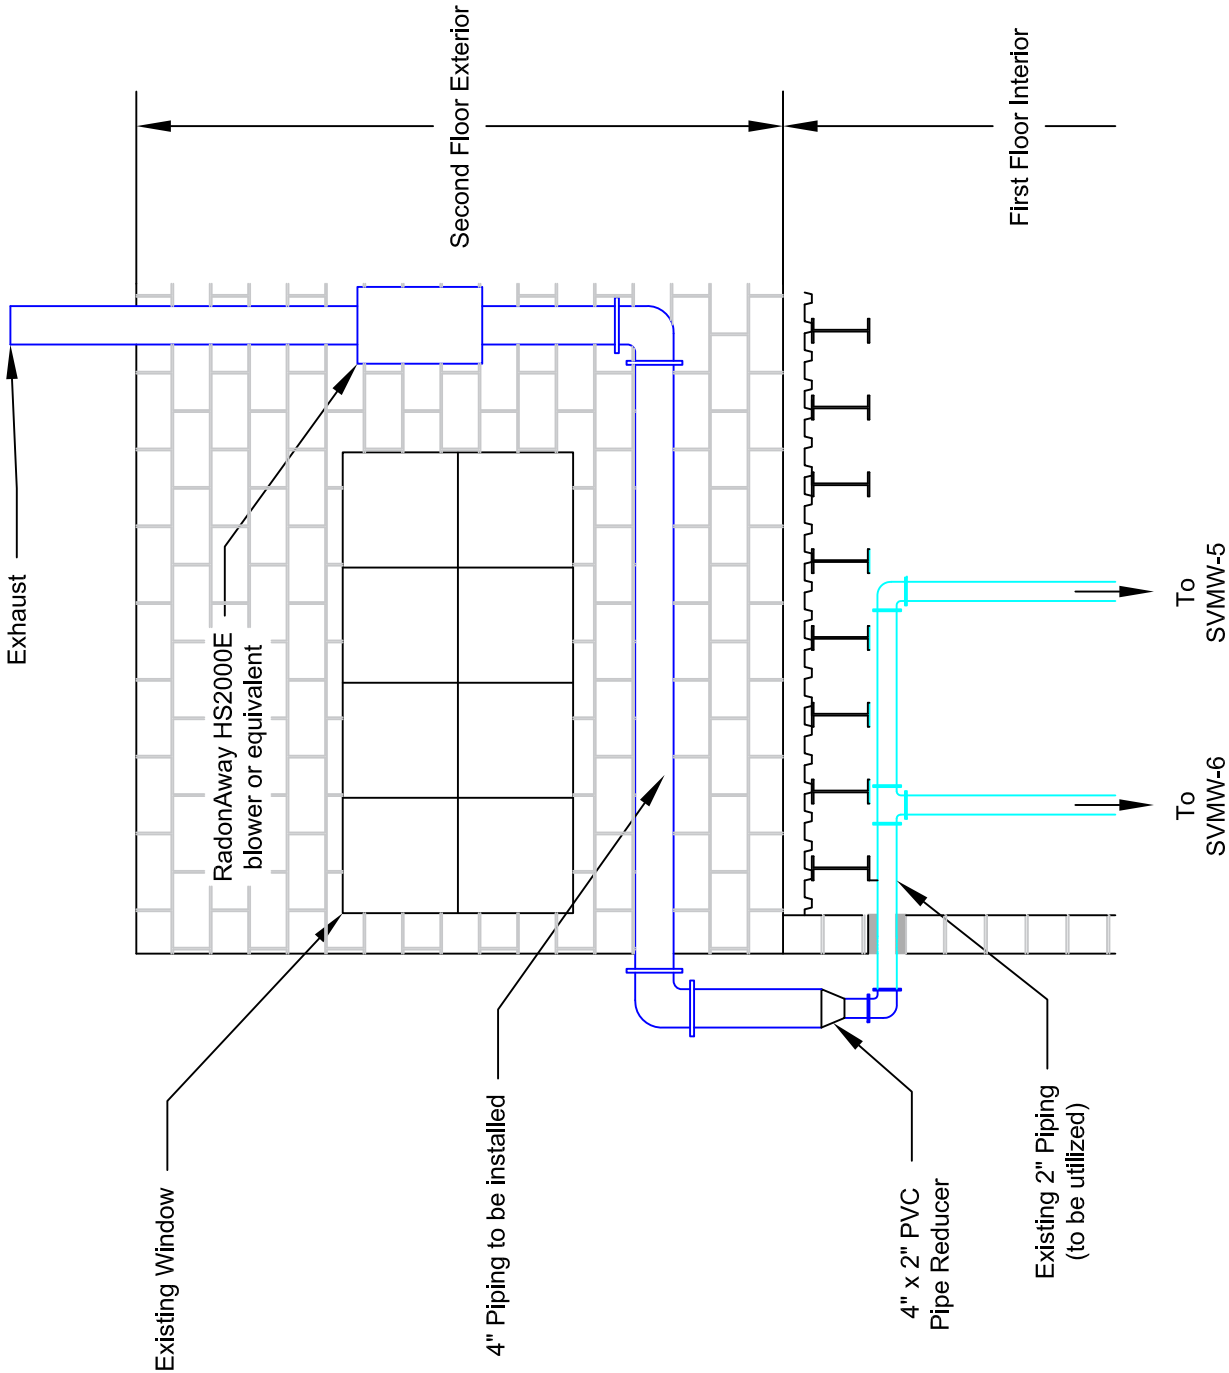 Exhaust
Second Floor Exterior
RadonAway HS2000E
blower or equivalent
Existing Window
4" Piping to be installed
First Floor Interior
4" x 2" PVC
Pipe Reducer
Existing 2" Piping
(to be utilized)
To
SVMW-6
To
SVMW-5